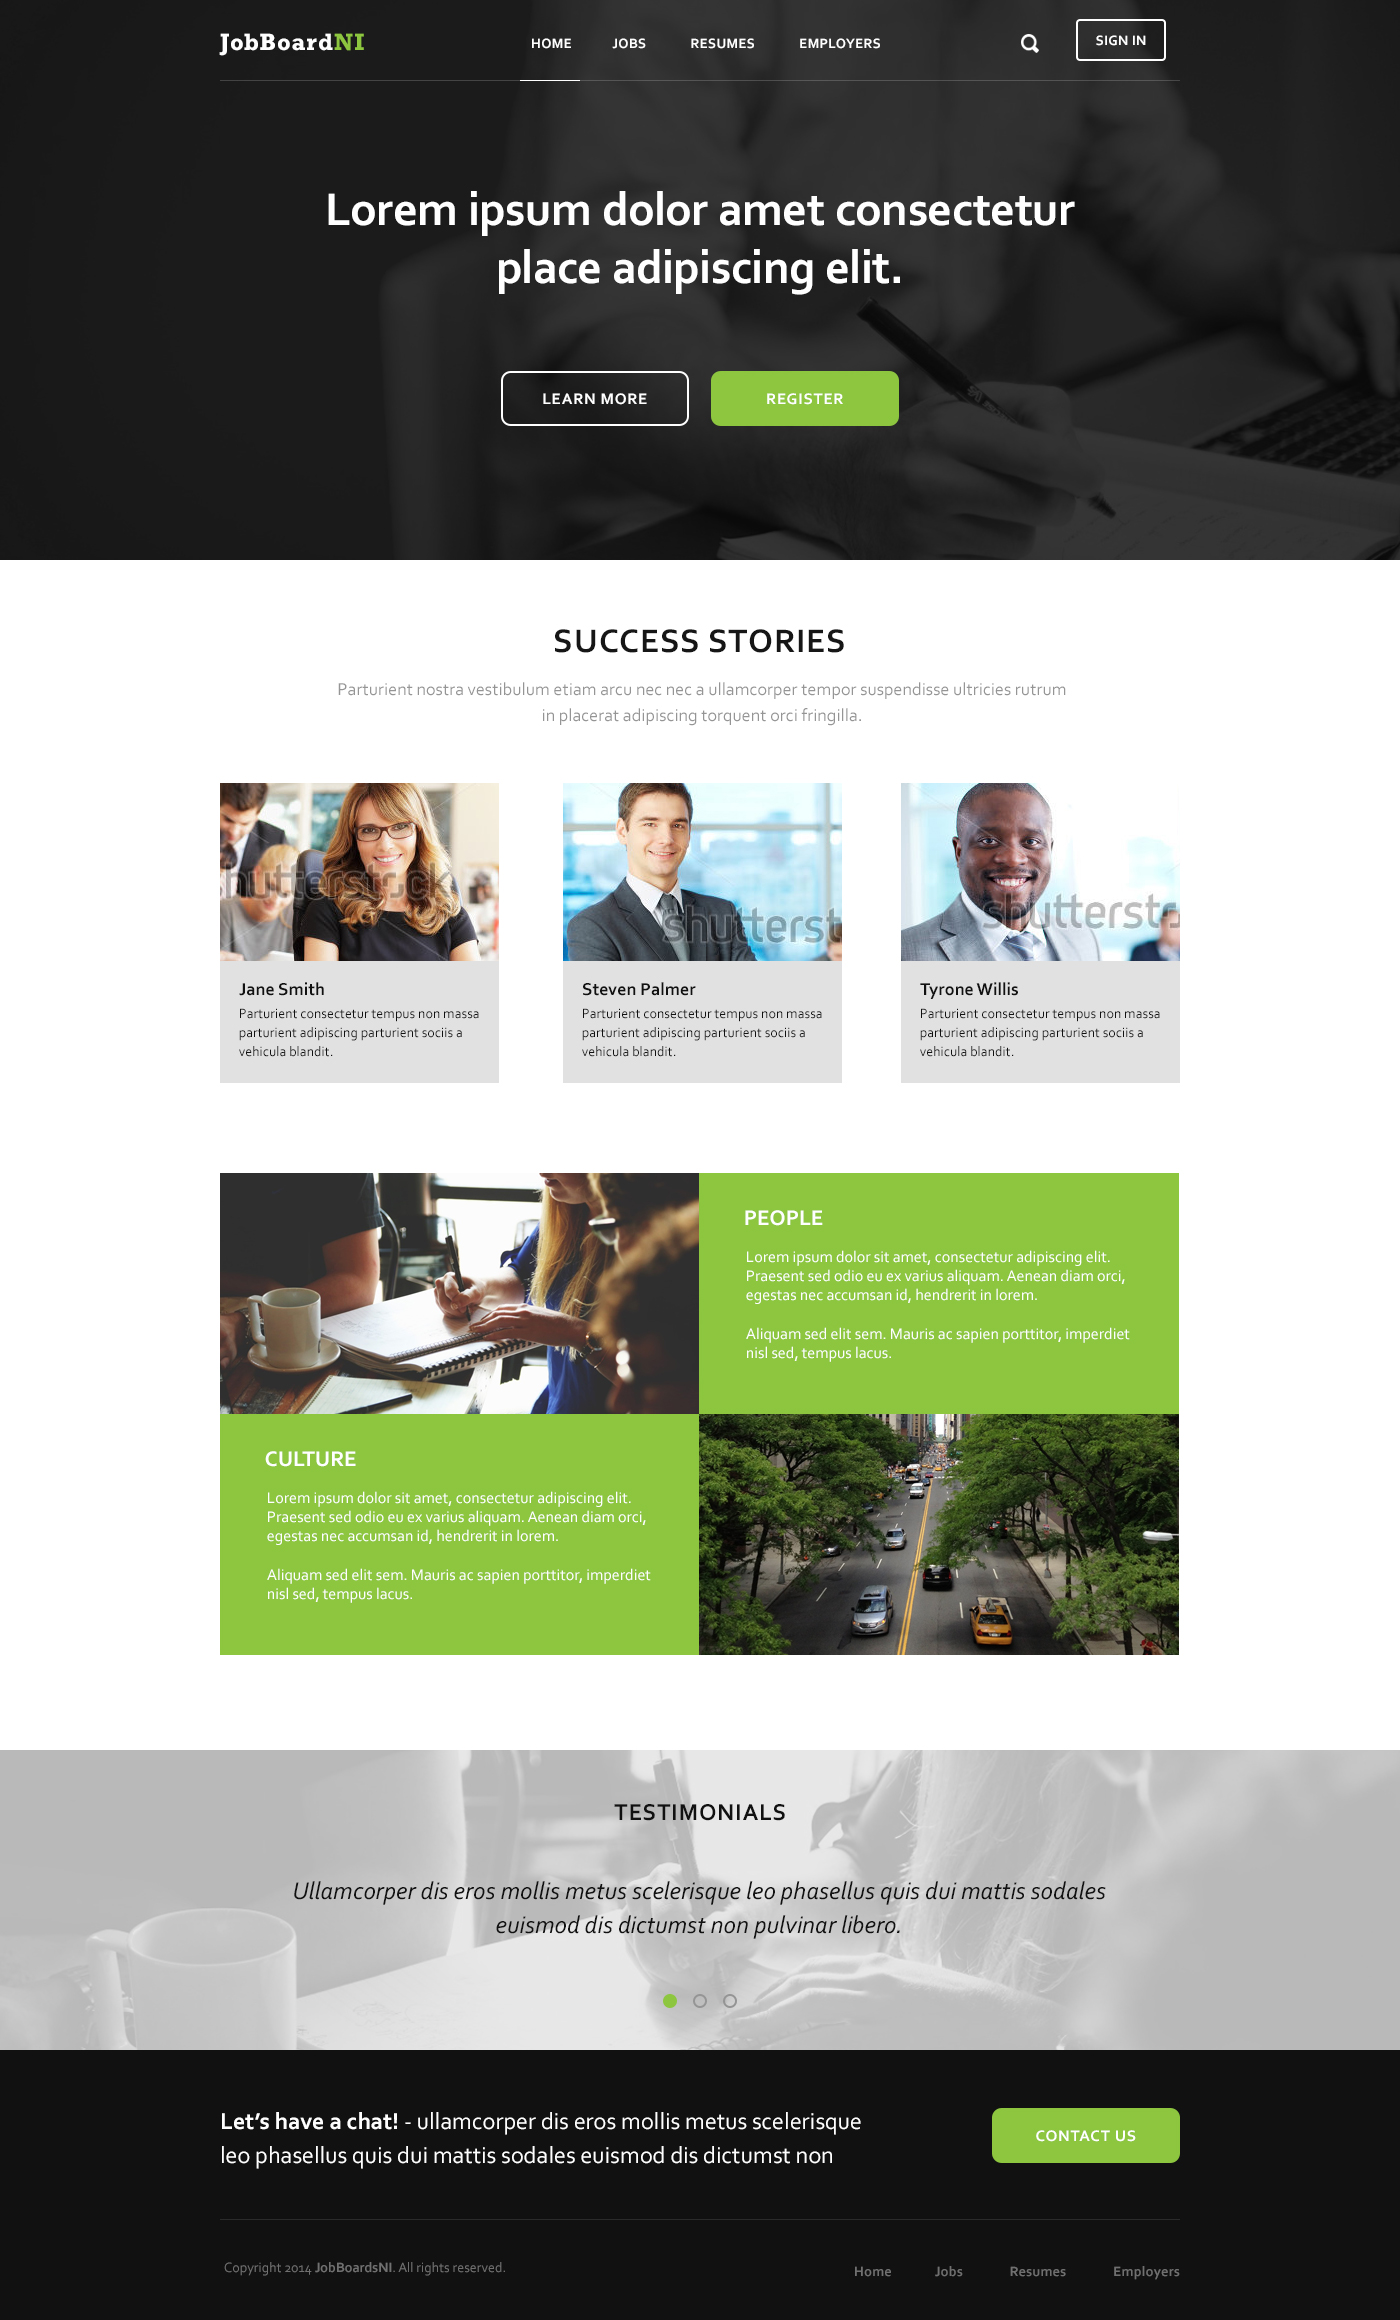 JobBoardNI
HOME JOBS RESUMES EMPLOYERS
SIGN IN
Lorem ipsum dolor amet consectetur
place adipiscing elit.
LEARN MORE
REGISTER
SUCCESS STORIES
Parturient nostra vestibulum etiam arcu nec nec a ullamcorper tempor suspendisse ultricies rutrum
in placerat adipiscing torquent orci fringilla.
hutterstock
Jane Smith
Parturient consectetur tempus non massa
parturient adipiscing parturient sociis a
vehicula blandit.
shutterst
Steven Palmer
Parturient consectetur tempus non massa
parturient adipiscing parturient sociis a
vehicula blandit.
shutterst
Tyrone Willis
Parturient consectetur tempus non massa
parturient adipiscing parturient sociis a
vehicula blandit.
PEOPLE
Lorem ipsum dolor sit amet, consectetur adipiscing elit.
Praesent sed odio eu ex varius aliquam. Aenean diam orci,
egestas nec accumsan id, hendrerit in lorem.
Aliquam sed elit sem. Mauris ac sapien porttitor, imperdiet
nisl sed, tempus lacus.
CULTURE
Lorem ipsum dolor sit amet, consectetur adipiscing elit.
Praesent sed odio eu ex varius aliquam. Aenean diam orci,
egestas nec accumsan id, hendrerit in lorem.
Aliquam sed elit sem. Mauris ac sapien porttitor, imperdiet
nisl sed, tempus lacus.
TESTIMONIALS
Ullamcorper dis eros mollis metus scelerisque leo phasellus quis dui mattis sodales
euismod dis dictumst non pulvinar libero.
Let’s have a chat! - ullamcorper dis eros mollis metus scelerisque
leo phasellus quis dui mattis sodales euismod dis dictumst non
CONTACT US
Copyright 2014 JobBoardsNI. All rights reserved.
Home Jobs Resumes Employers